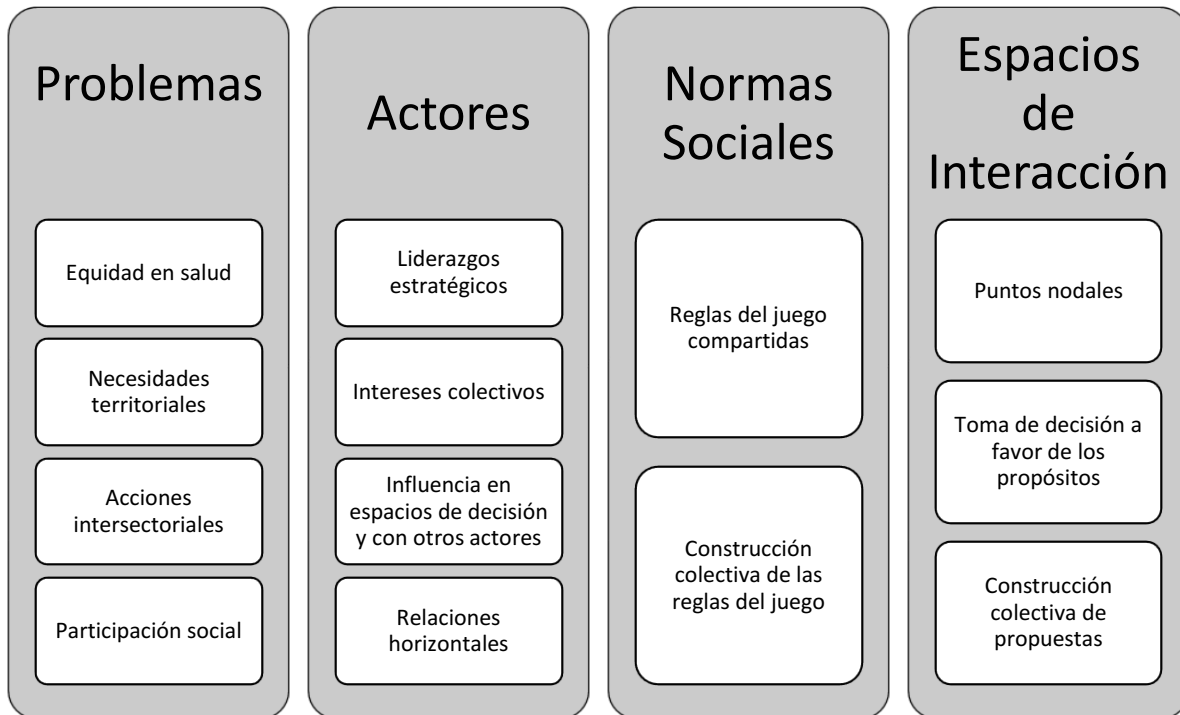 Problemas
Equidad en salud
Necesidades
territoriales
Acciones
intersectoriales
Participación social
Actores
Liderazgos
estratégicos
Intereses colectivos
Influencia en
espacios de decisión
y con otros actores
Relaciones
horizontales
Normas
Sociales
Reglas del juego
compartidas
Construcción
colectiva de las
reglas del juego
Espacios
de
Interacción
Puntos nodales
Toma de decisión a
favor de los
propósitos
Construcción
colectiva de
propuestas